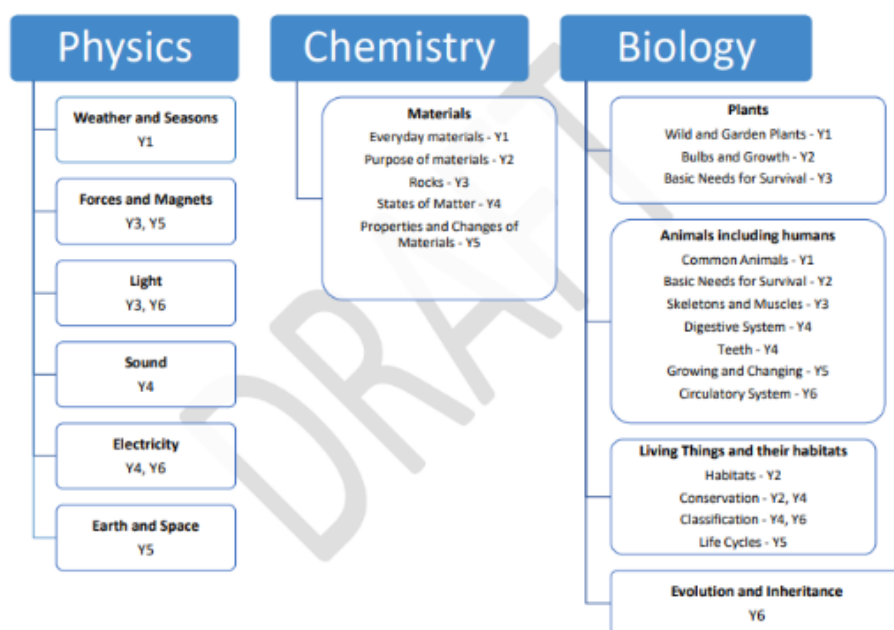 Physics
Weather and Seasons
Y1
Forces and Magnets
Y3, Y5
Light
Y3, Y6
Sound
Y4
Electricity
Y4, Y6
Earth and Space
Y5
Chemistry
Materials
Everyday materials - Y1
Purpose of materials - Y2
Rocks - Y3
States of Matter - Y4
Properties and Changes of
Materials - Y5
Biology
Plants
Wild and Garden Plants - Y1
Bulbs and Growth - Y2
Basic Needs for Survival - Y3
Animals including humans
Common Animals - Y1
Basic Needs for Survival - Y2
Skeletons and Muscles - Y3
Digestive System - Y4
Teeth - Y4
Growing and Changing - Y5
Circulatory System - Y6
Living Things and their habitats
Habitats - Y2
Conservation - Y2, Y4
Classification - Y4, Y6
Life Cycles - Y5
Evolution and Inheritance
Y6
DRAFT